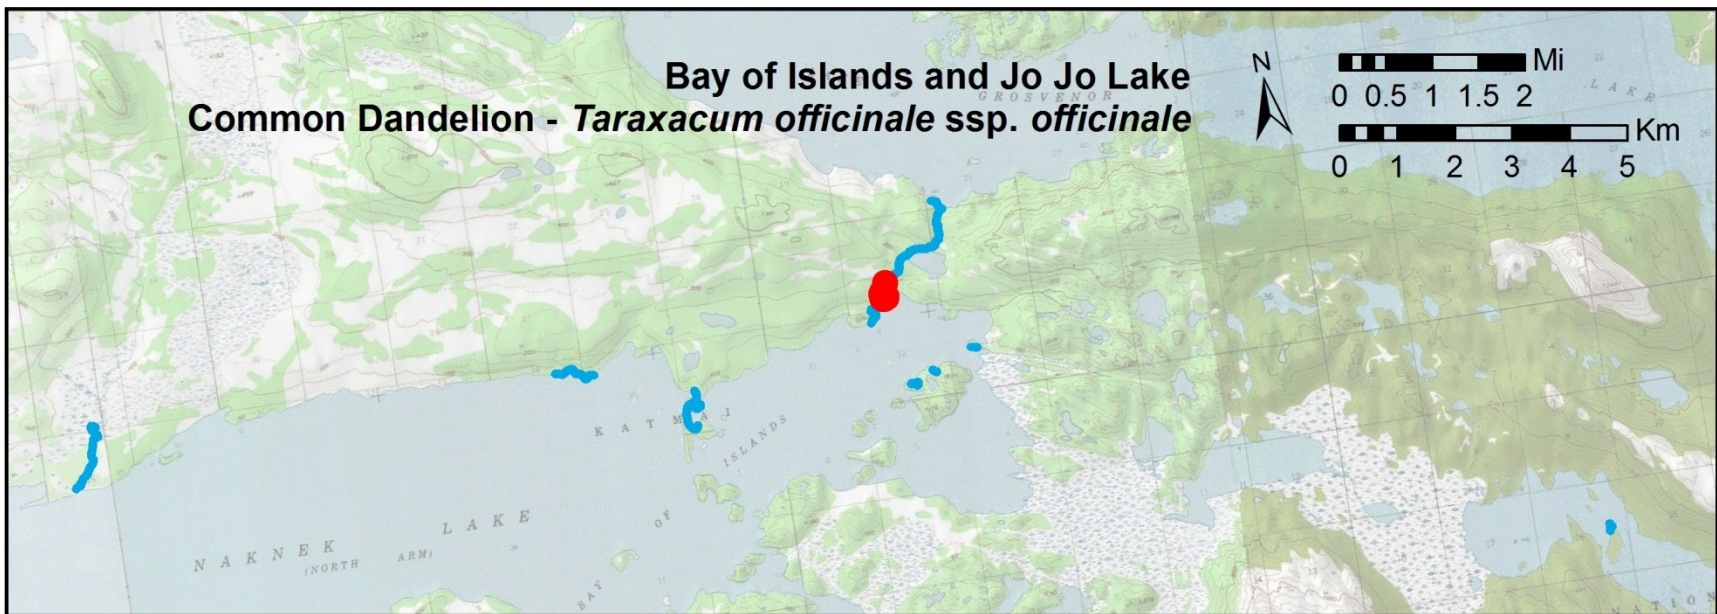 Bay of Islands and Jo Jo Lake
Common Dandelion - Taraxacum officinale ssp. officinale
N
Mi
0 0.5 1 1.5 2
Km
0 1 2 3 4 5
GROSVENOR
LAKE
KATMAI
ISLANDS
OF
BAY
NAKNEK LAKE
(NORTH ARM)